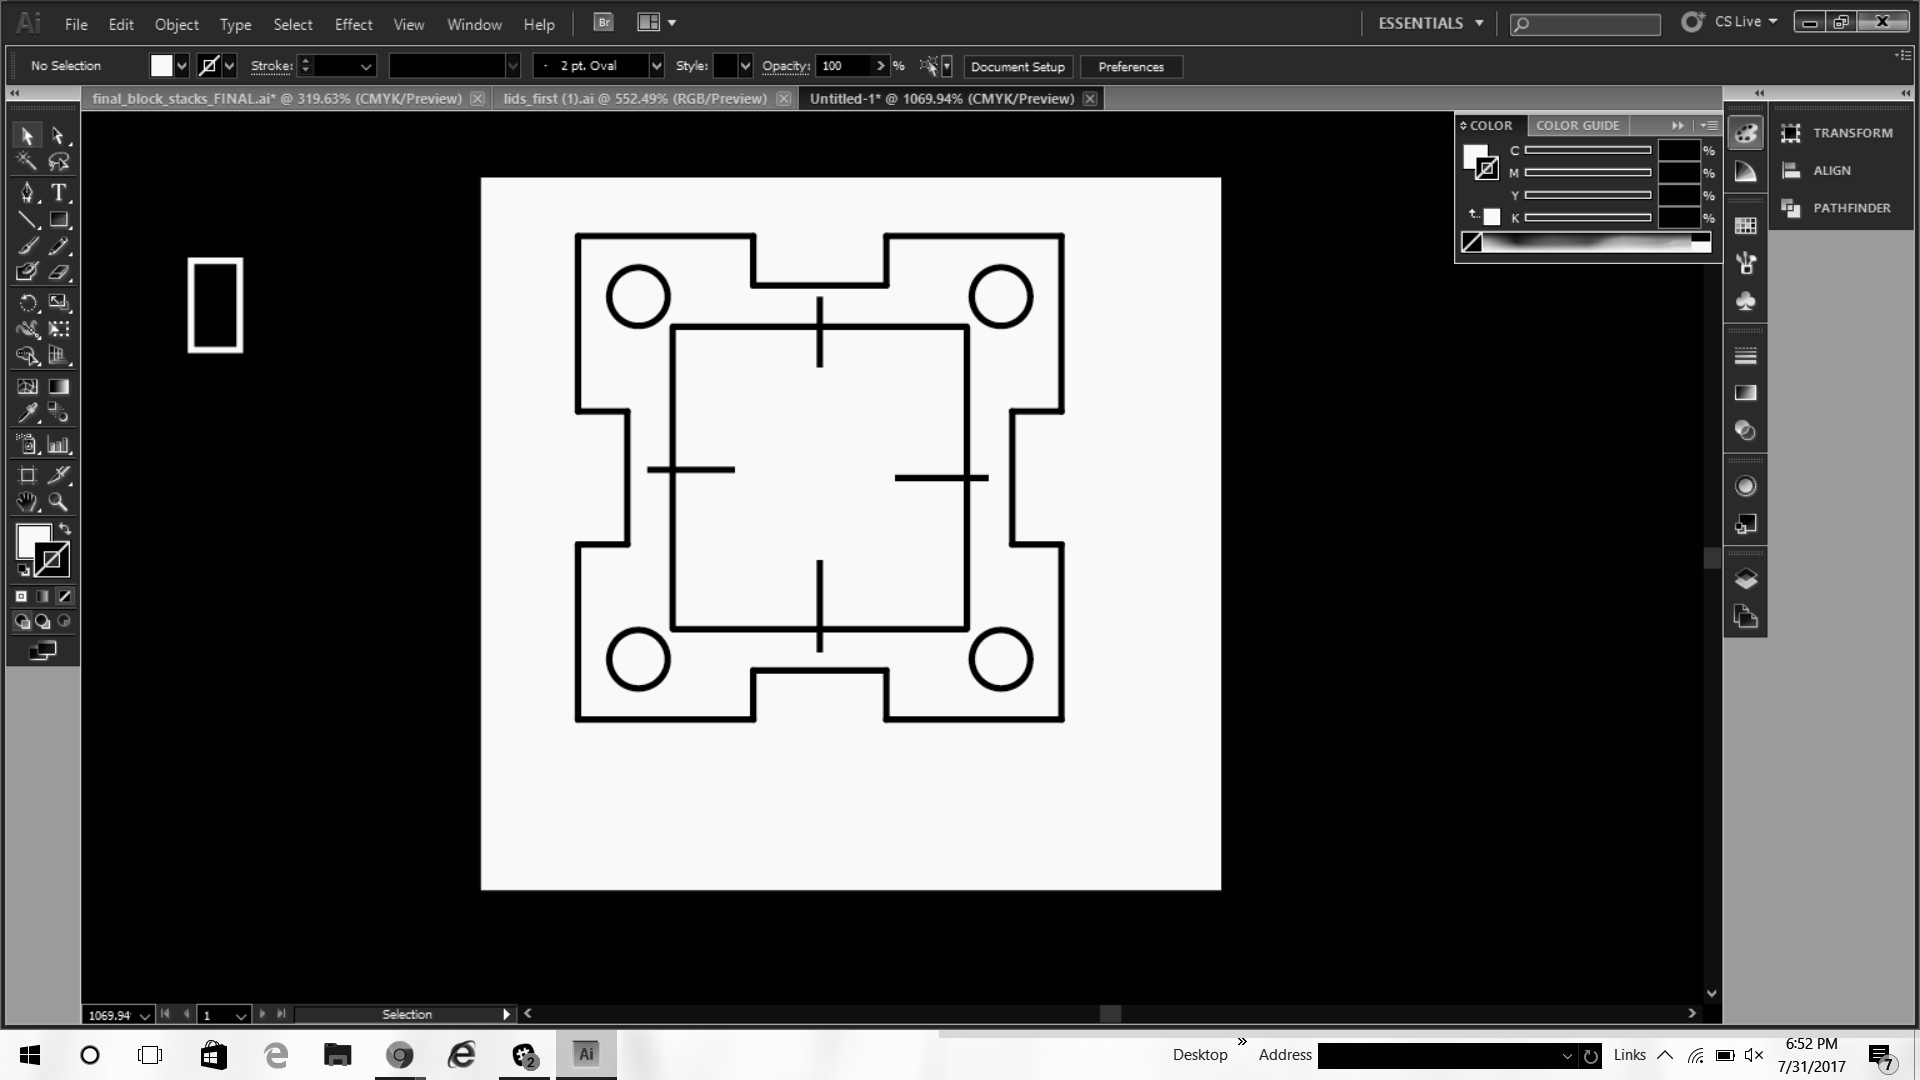 Ai File Edit Object Type Select Effect View Window Help Br ESSENTIALS CS Live
No Selection Stroke: 2 pt. Oval Style: Opacity: 100 % Document Setup Preferences
final_block_stacks_FINAL.ai* @ 319.63% (CMYK/Preview) lids_first (1).ai @ 552.49% (RGB/Preview) Untitled-1* @ 1069.94% (CMYK/Preview)
COLOR COLOR GUIDE
C %
M %
Y %
K %
TRANSFORM
ALIGN
PATHFINDER
T
1069.94 1 Selection
Ai 2 Desktop » Address Links 6:52 PM
7/31/2017 7